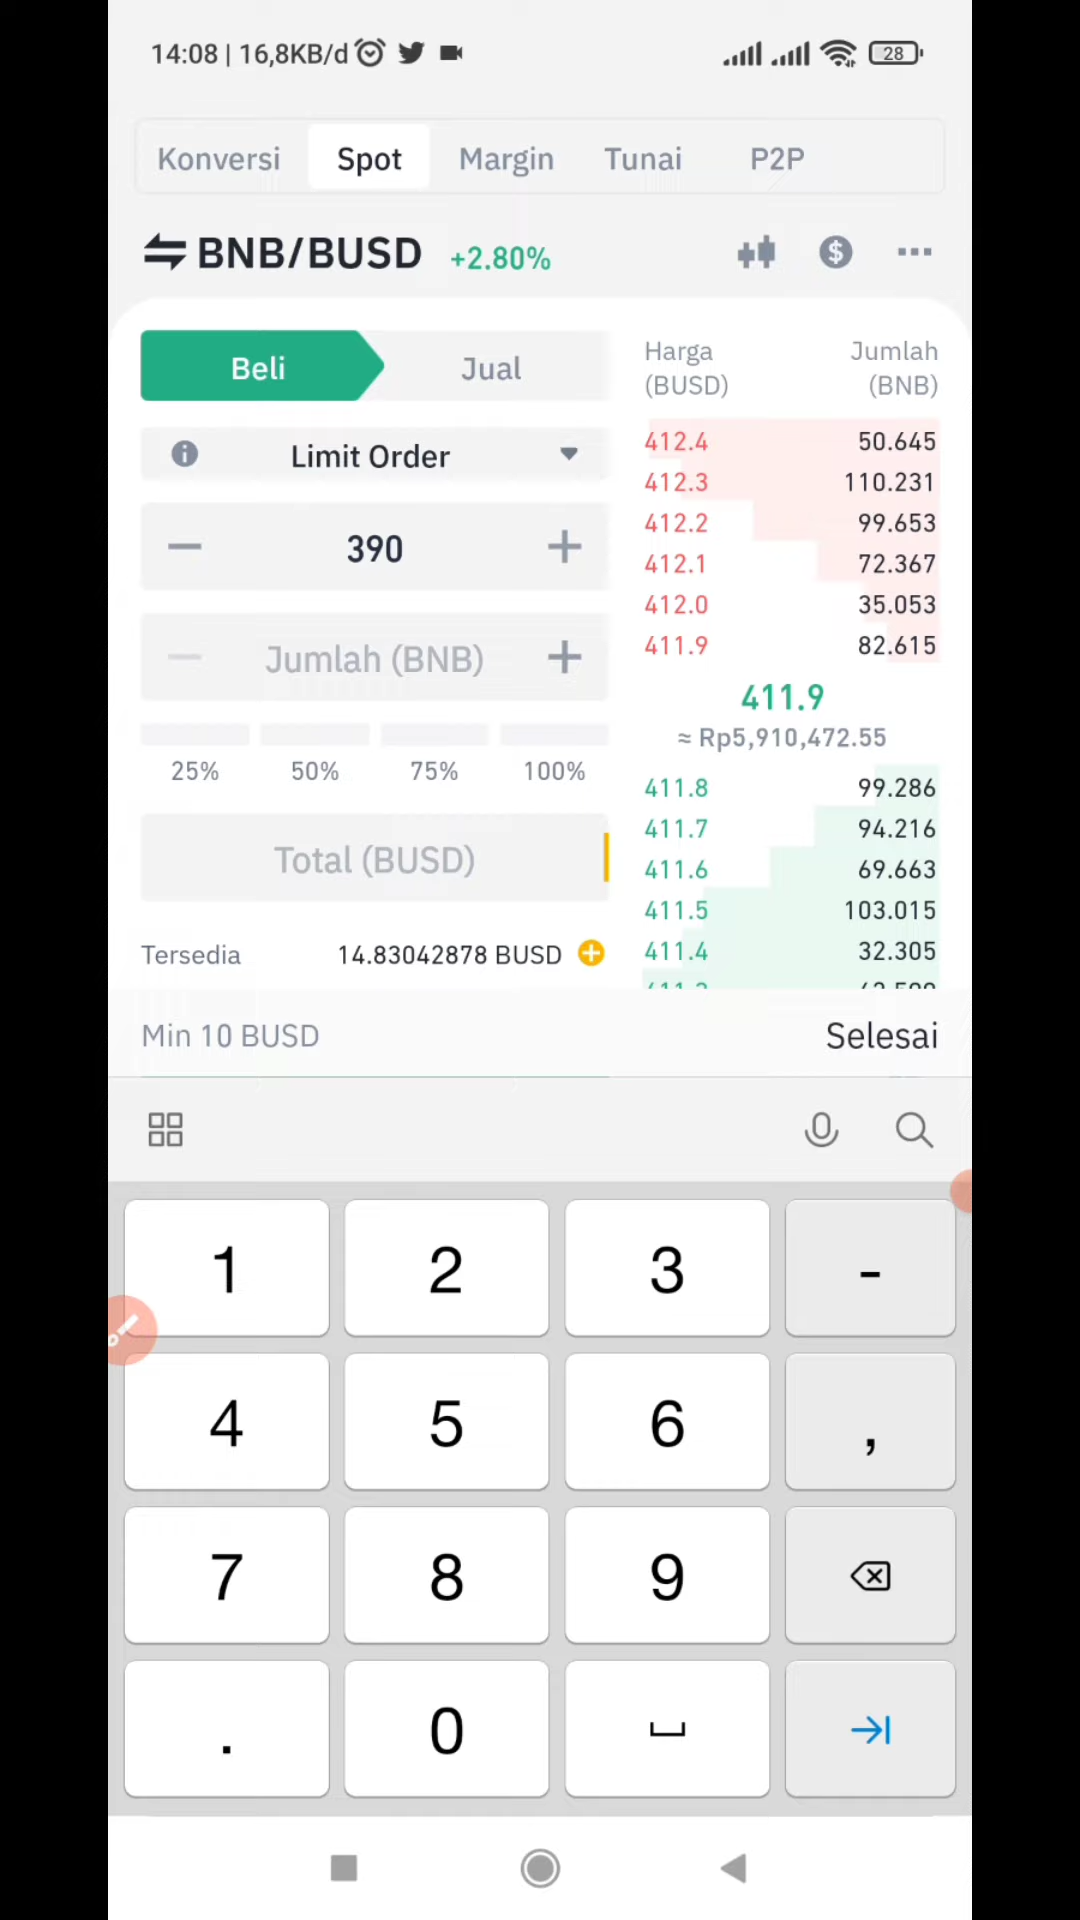 14:08 | 16,8KB/d
28
Konversi Spot Margin Tunai P2P
BNB/BUSD +2.80%
Beli Jual
Limit Order
390
Jumlah (BNB)
25% 50% 75% 100%
Total (BUSD)
Tersedia 14.83042878 BUSD
Harga (BUSD) Jumlah (BNB)
412.4 50.645
412.3 110.231
412.2 99.653
412.1 72.367
412.0 35.053
411.9 82.615
411.9
≈ Rp5,910,472.55
411.8 99.286
411.7 94.216
411.6 69.663
411.5 103.015
411.4 32.305
Min 10 BUSD Selesai
1 2 3 -
4 5 6 ,
7 8 9
. 0